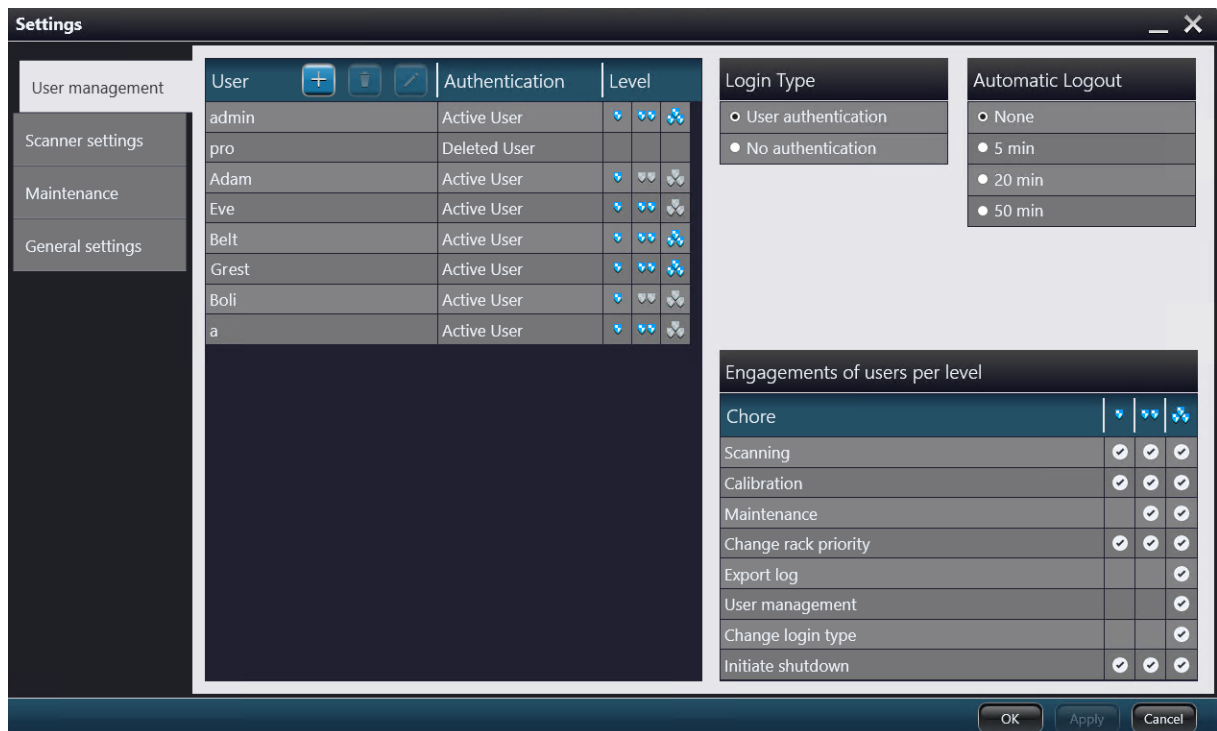 Settings
User management
Scanner settings
Maintenance
General settings
User Authentication Level
admin Active User
pro Deleted User
Adam Active User
Eve Active User
Belt Active User
Grest Active User
Boli Active User
a Active User
Login Type
User authentication
No authentication
Automatic Logout
None
5 min
20 min
50 min
Engagements of users per level
Chore
Scanning
Calibration
Maintenance
Change rack priority
Export log
User management
Change login type
Initiate shutdown
OK Apply Cancel